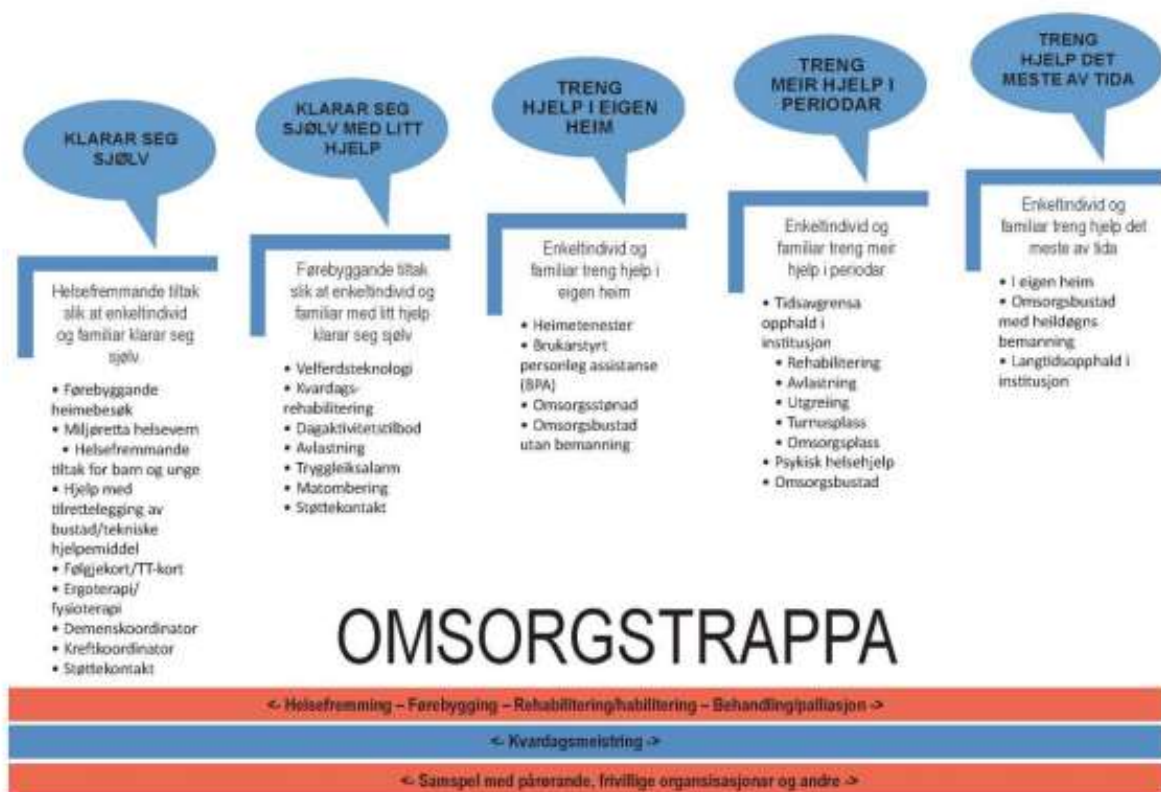 KLARAR SEG
SJØLV
Helsefremmande tiltak
slik at enkeltindivid
og familiar klarar seg
sjølv
• Førebyggande
heimebesøk
• Miljøretta helsevern
• Helsefremmande
tiltak for barn og unge
• Hjelp med
tilrettelegging av
bustad/tekniske
hjelpemiddel
• Følgjekort/TT-kort
• Ergoterapi/
fysioterapi
• Demenskoordinator
• Kreftkoordinator
• Støttekontakt
KLARAR SEG
SJØLV MED LITT
HJELP
Førebyggande tiltak
slik at enkeltindivid og
familiar med litt hjelp
klarar seg sjølv
• Velferdsteknologi
• Kvardags-
rehabilitering
• Dagaktivitetstilbod
• Avlastning
• Tryggleiksalarm
• Matombering
• Støttekontakt
TRENG
HJELP I EIGEN
HEIM
Enkeltindivid og
familiar treng hjelp i
eigen heim
• Heimetenester
• Brukarstyrt
personleg assistanse
(BPA)
• Omsorgsstønad
• Omsorgsbustad
utan bemanning
TRENG
MEIR HJELP I
PERIODAR
Enkeltindivid og
familiar treng meir
hjelp i periodar
• Tidsavgrensa
opphald i
institusjon
• Rehabilitering
• Avlastning
• Utgreiing
• Turnusplass
• Omsorgsplass
• Psykisk helsehjelp
• Omsorgsbustad
TRENG
HJELP DET
MESTE AV TIDA
Enkeltindivid og
familiar treng hjelp det
meste av tida
• I eigen heim
• Omsorgsbustad
med heildøgns
bemanning
• Langtidsopphald i
institusjon
OMSORGSTRAPPA
<- Helsefremming – Førebygging – Rehabilitering/habilitering – Behandling/palliasjon ->
<- Kvardagsmeistring ->
<- Samspel med pårørande, frivillige organsisasjonar og andre ->